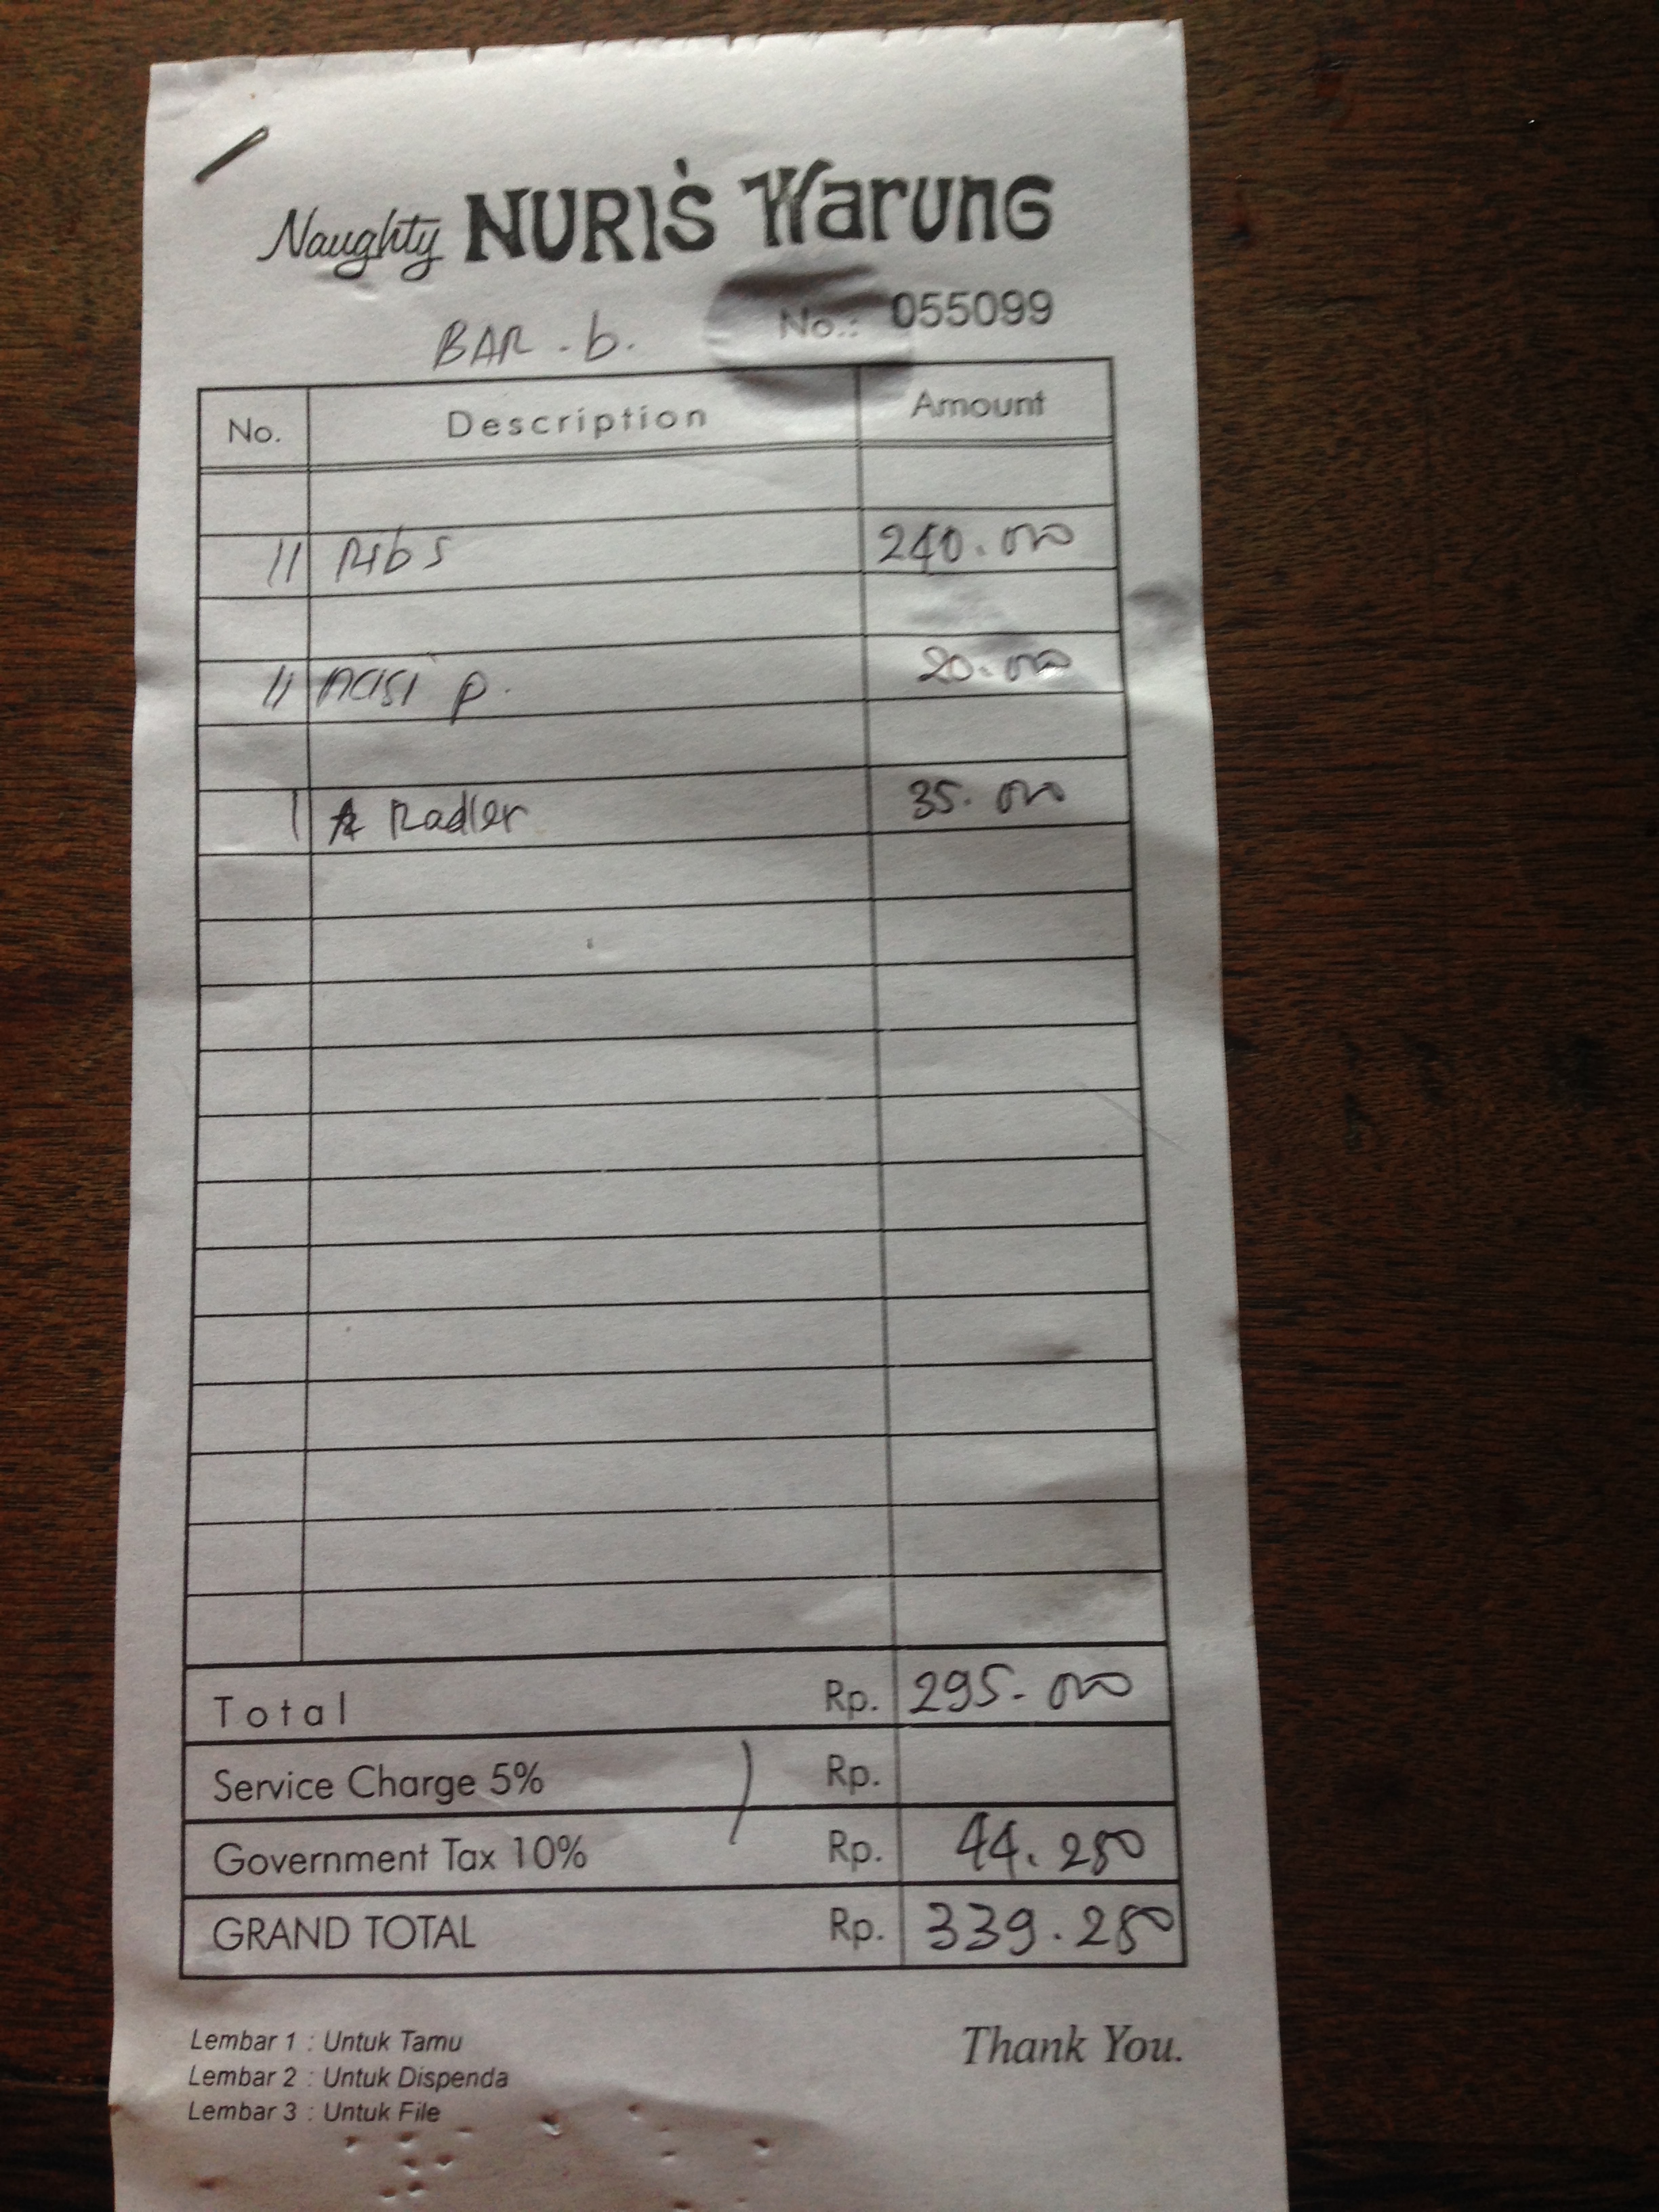 Naughty NURI'S Warung
BAR - b. No.: 055099
No. Description Amount
11 Ribs 240.000
11 nasi p. 20.000
1 Radler 35.000
Total Rp. 295.000
Service Charge 5% ) Rp.
Government Tax 10% Rp. 44.250
GRAND TOTAL Rp. 339.250
Lembar 1 : Untuk Tamu Thank You.
Lembar 2 : Untuk Dispenda
Lembar 3 : Untuk File